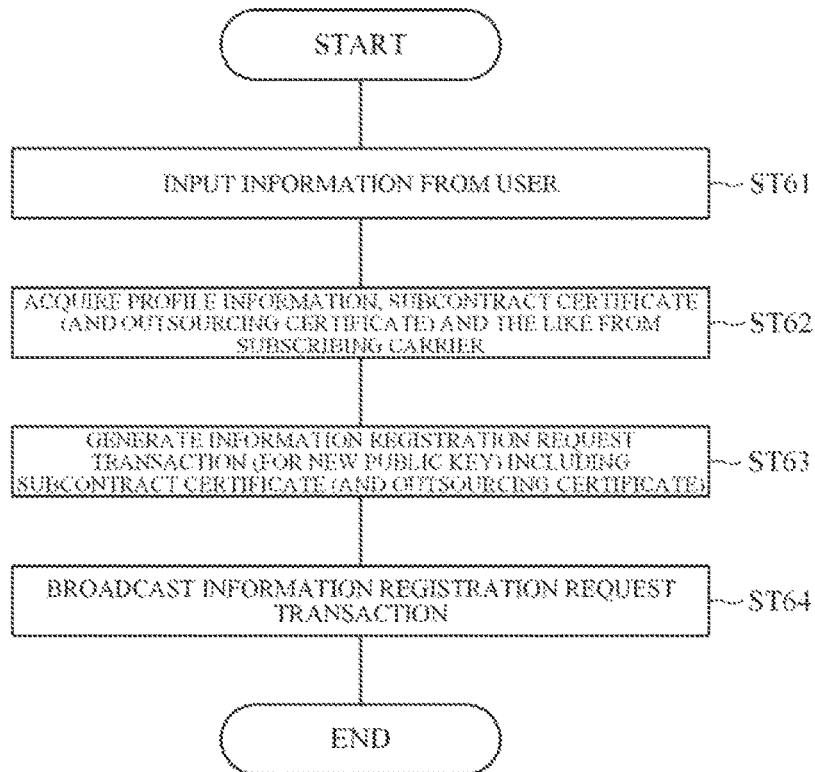 START
INPUT INFORMATION FROM USER
ST61
ACQUIRE PROFILE INFORMATION, SUBCONTRACT CERTIFICATE
(AND OUTSOURCING CERTIFICATE) AND THE LIKE FROM
SUBSCRIBING CARRIER
ST62
GENERATE INFORMATION REGISTRATION REQUEST
TRANSACTION (FOR NEW PUBLIC KEY) INCLUDING
SUBCONTRACT CERTIFICATE (AND OUTSOURCING CERTIFICATE)
ST63
BROADCAST INFORMATION REGISTRATION REQUEST
TRANSACTION
ST64
END